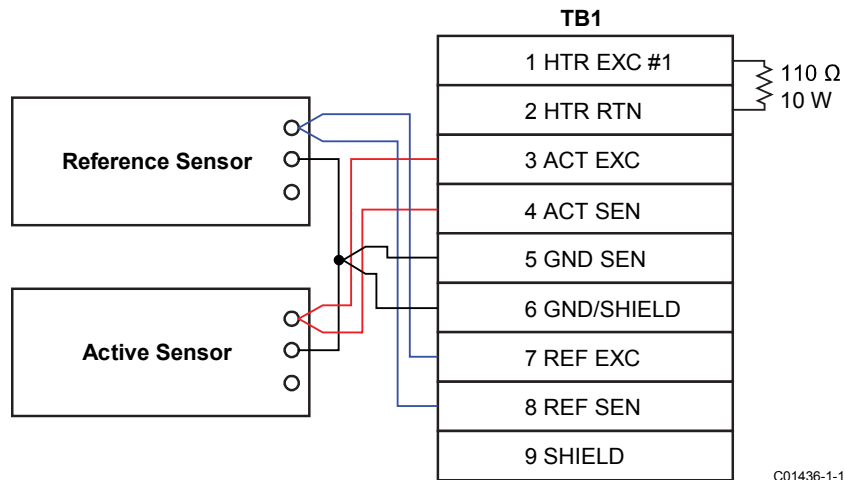 TB1
1 HTR EXC #1
2 HTR RTN
3 ACT EXC
4 ACT SEN
5 GND SEN
6 GND/SHIELD
7 REF EXC
8 REF SEN
9 SHIELD
110 Ω
10 W
Reference Sensor
Active Sensor
C01436-1-1